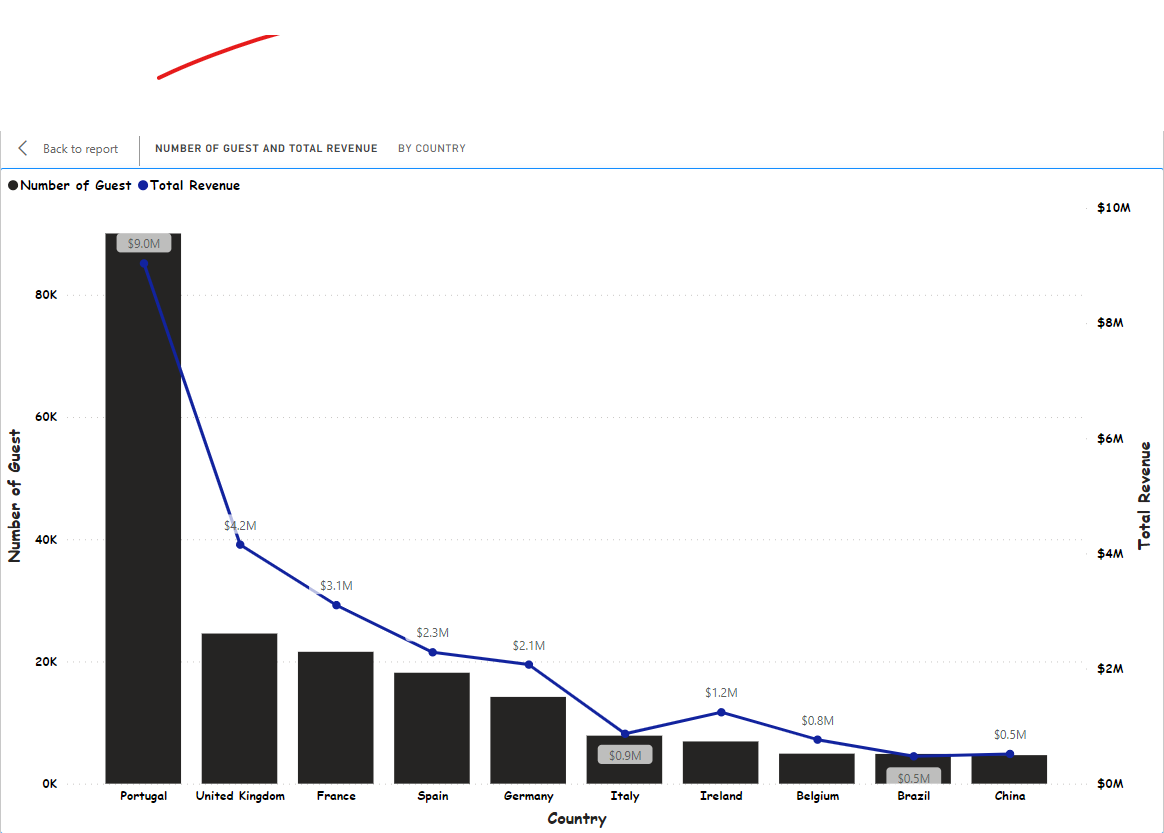 Back to report
NUMBER OF GUEST AND TOTAL REVENUE BY COUNTRY
Number of Guest Total Revenue
$10M
$9.0M
80K
$8M
60K
$6M
Number of Guest
Total Revenue
$4.2M
40K
$4M
$3.1M
$2.3M
$2.1M
20K
$2M
$1.2M
$0.8M
$0.5M
$0.9M
$0.5M
0K
$0M
Portugal United Kingdom France Spain Germany Italy Ireland Belgium Brazil China
Country